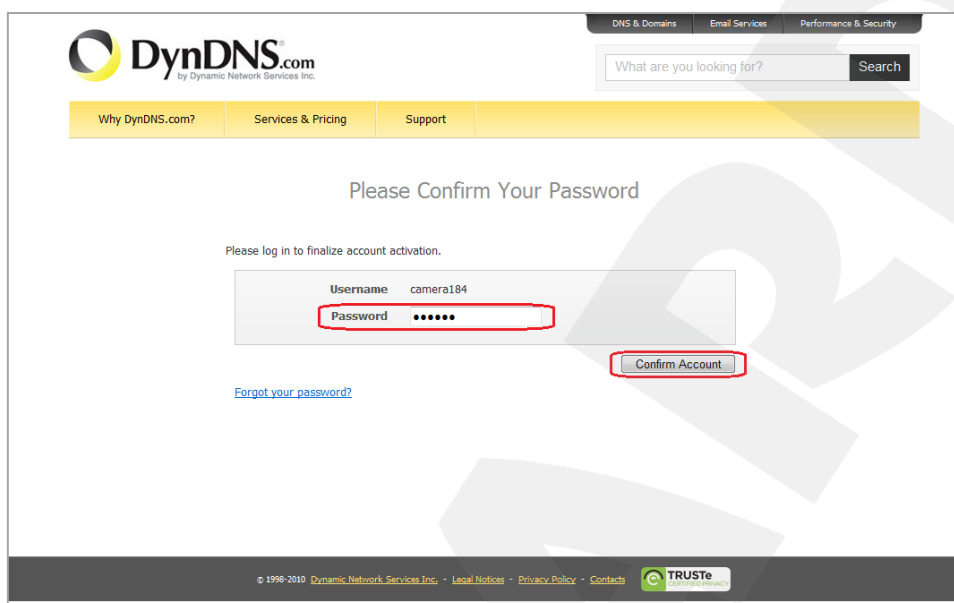 DNS & Domains Email Services Performance & Security
DynDNS.com
by Dynamic Network Services Inc.
What are you looking for? Search
Why DynDNS.com? Services & Pricing Support
Please Confirm Your Password
Please log in to finalize account activation.
Username camera184
Password ●●●●●●
Confirm Account
Forgot your password?
© 1998-2010 Dynamic Network Services Inc. - Legal Notices - Privacy Policy - Contacts
TRUSTe
CERTIFIED PRIVACY